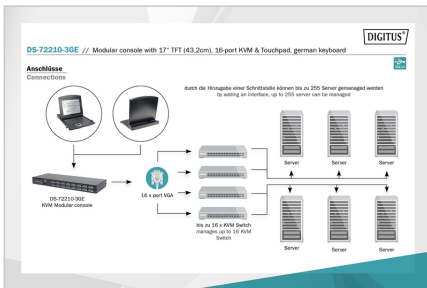 DIGITUS®
DS-72210-3GE // Modular console with 17" TFT (43,2cm), 16-port KVM & Touchpad, german keyboard
Anschlüsse
Connections
durch die Hinzugabe einer Schnittstelle können bis zu 255 Server gemanaged werden
by adding an interface, up to 255 server can be managed
Server
Server
Server
DS-72210-3GE
KVM Modular console
16 x port VGA
bis zu 16 x KVM Switch
manages up to 16 KVM
Switch
Server
Server
Server